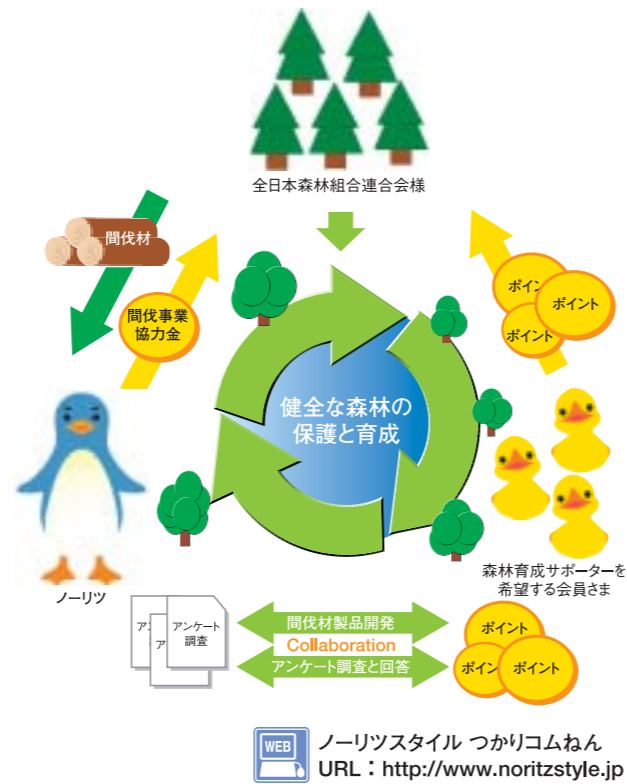 全日本森林組合連合会様
間伐材
間伐事業
協力金
ポイント
ポイント
ポイント
健全な森林の
保護と育成
ノーリツ
森林育成サポーターを
希望する会員さま
アンケート
調査
間伐材製品開発
Collaboration
アンケート調査と回答
ポイント
ポイント
ポイント
WEB
ノーリツスタイル つかりコムねん
URL：http://www.noritzstyle.jp